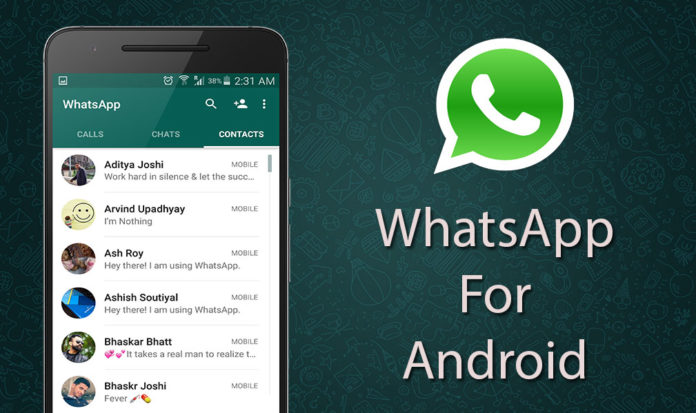 38% 2:31 AM
WhatsApp
CALLS CHATS CONTACTS
Aditya Joshi MOBILE
Work hard in silence & let the succ...
Arvind Upadhyay MOBILE
I'm Nothing
Ash Roy MOBILE
Hey there! I am using WhatsApp.
Ashish Soutiyal MOBILE
Hey there! I am using WhatsApp.
Bhaskar Bhatt MOBILE
💞💕It takes a real man to realize t...
Bhaskr Joshi MOBILE
Fever 💉💊
WhatsApp
For
Android